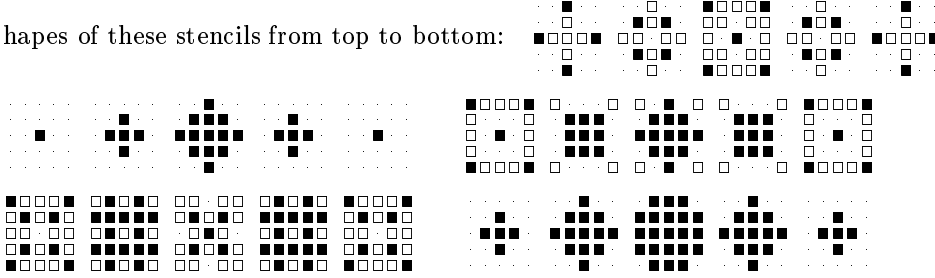 hapes of these stencils from top to bottom: